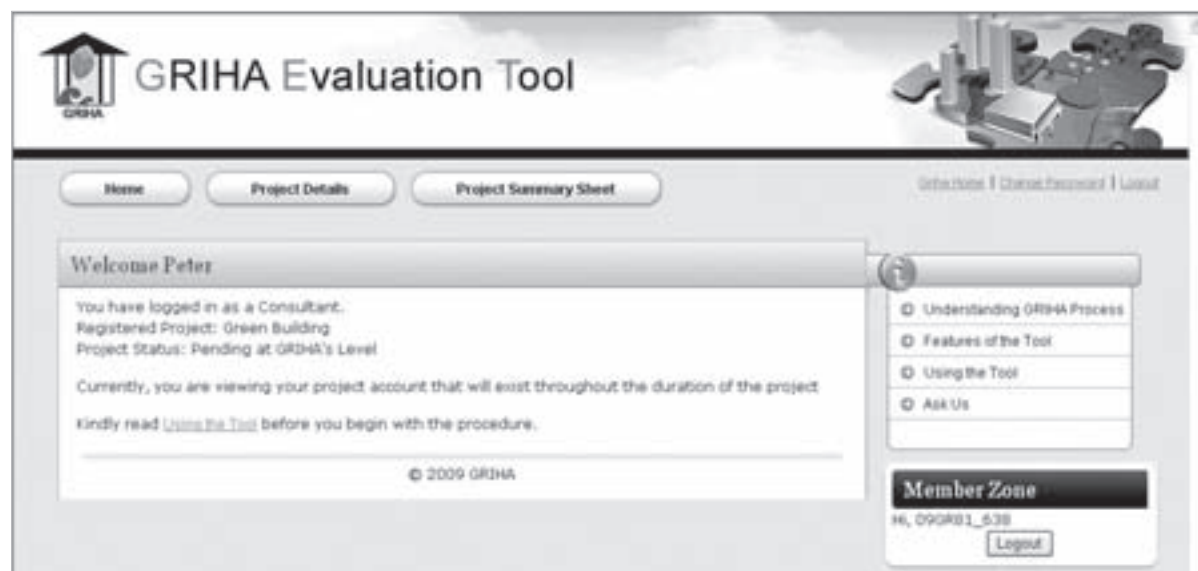 GRIHA
GRIHA Evaluation Tool
Home
Project Details
Project Summary Sheet
Griha Home | Change Password | Logout
Welcome Peter
You have logged in as a Consultant.
Registered Project: Green Building
Project Status: Pending at GRIHA's Level
Currently, you are viewing your project account that will exist throughout the duration of the project
Kindly read Using the Tool before you begin with the procedure.
© 2009 GRIHA
i
Understanding GRIHA Process
Features of the Tool
Using the Tool
Ask Us
Member Zone
Hi,
Logout